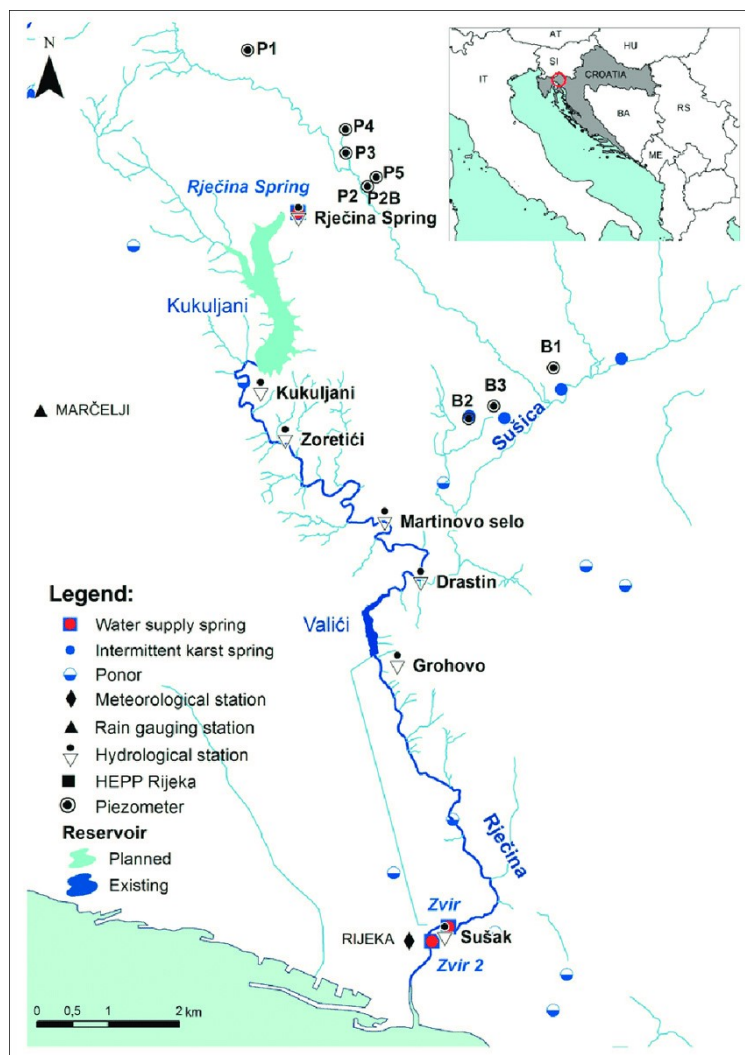 N
P1
P4
P3
P5
P2
P2B
Rječina Spring
Rječina Spring
Kukuljani
AT
HU
SI
CROATIA
IT
BA
RS
ME
B1
B3
B2
Sušica
Kukuljani
MARČELJI
Zoretići
Martinovo selo
Drastin
Valići
Grohovo
Legend:
Water supply spring
Intermittent karst spring
Ponor
Meteorological station
Rain gauging station
Hydrological station
HEPP Rijeka
Piezometer
Reservoir
Planned
Existing
Rječina
Zvir
RIJEKA
Sušak
Zvir 2
0 0,5 1 2 km